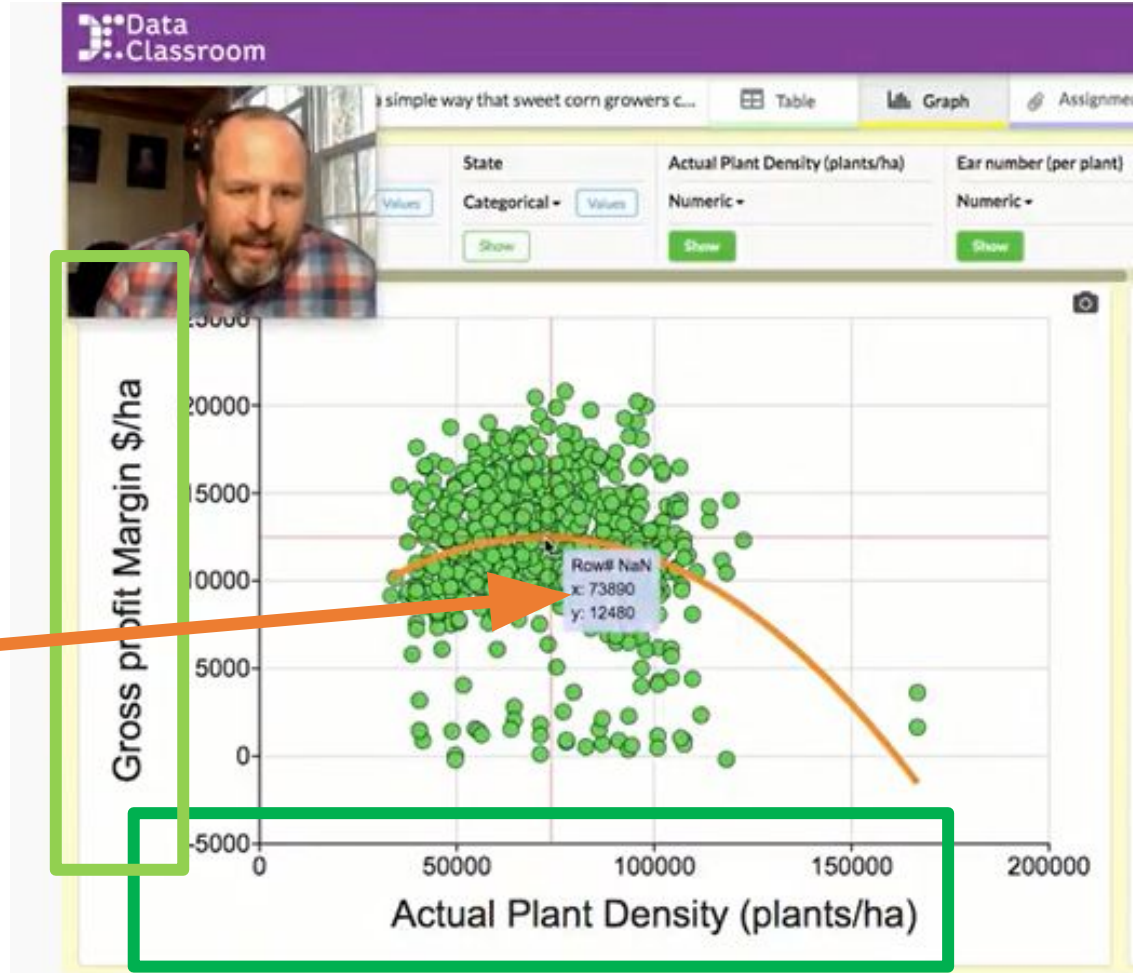 Data
Classroom
a simple way that sweet corn growers c...
Table
Graph
Values
State
Categorical
Values
Show
Actual Plant Density (plants/ha)
Numeric
Show
Ear number (per plant)
Numeric
Show
Gross profit Margin $/ha
20000
15000
10000
5000
0
-5000
Row# NaN
x: 73890
y: 12480
0
50000
100000
150000
200000
Actual Plant Density (plants/ha)